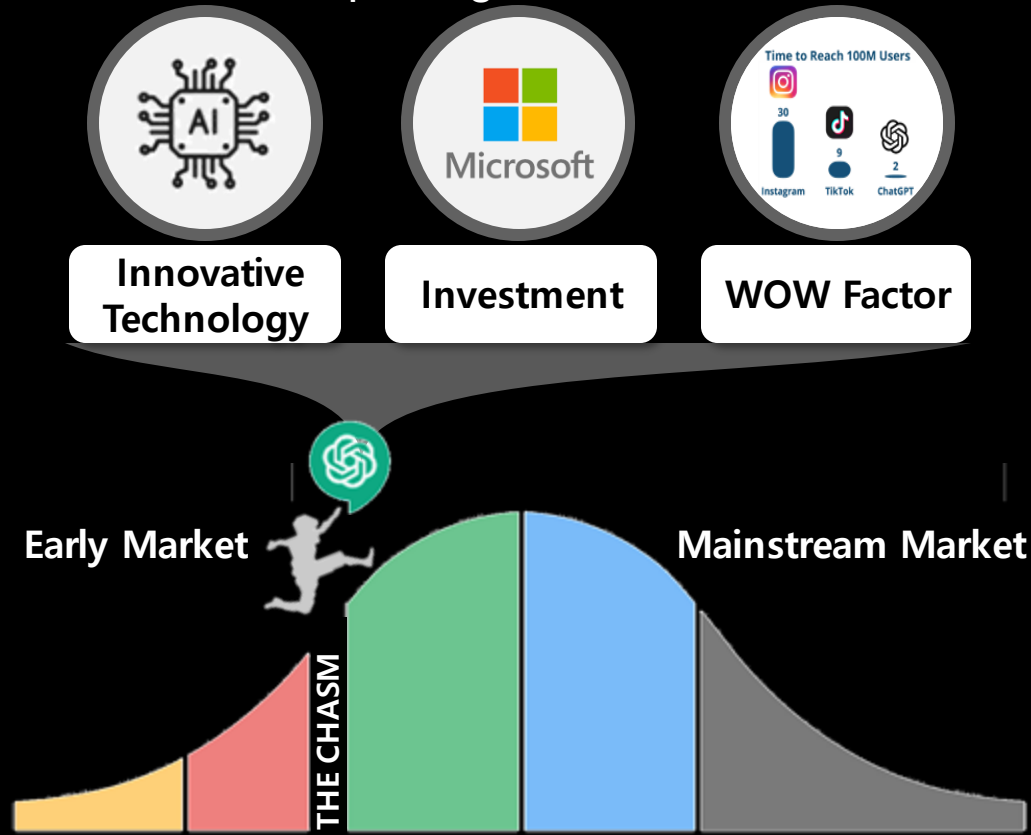 AI
Microsoft
Time to Reach 100M Users
30
9
2
Instagram
TikTok
ChatGPT
Innovative
Technology
Investment
WOW Factor
Early Market
Mainstream Market
THE CHASM